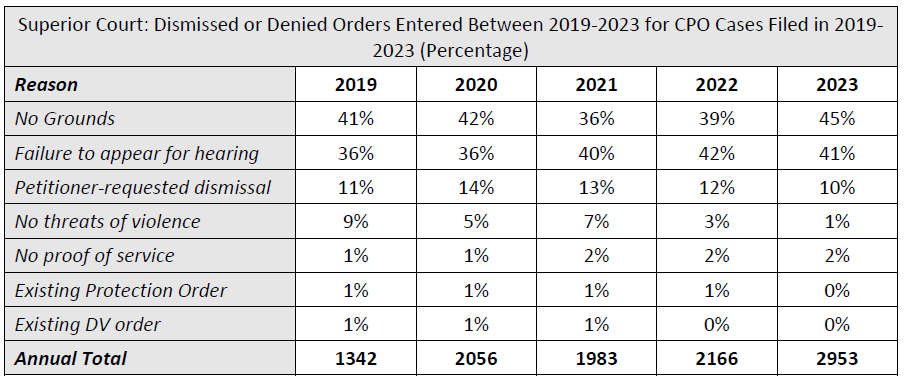 Superior Court: Dismissed or Denied Orders Entered Between 2019-2023 for CPO Cases Filed in 2019-
2023 (Percentage)
Reason 2019 2020 2021 2022 2023
No Grounds 41% 42% 36% 39% 45%
Failure to appear for hearing 36% 36% 40% 42% 41%
Petitioner-requested dismissal 11% 14% 13% 12% 10%
No threats of violence 9% 5% 7% 3% 1%
No proof of service 1% 1% 2% 2% 2%
Existing Protection Order 1% 1% 1% 1% 0%
Existing DV order 1% 1% 1% 0% 0%
Annual Total 1342 2056 1983 2166 2953